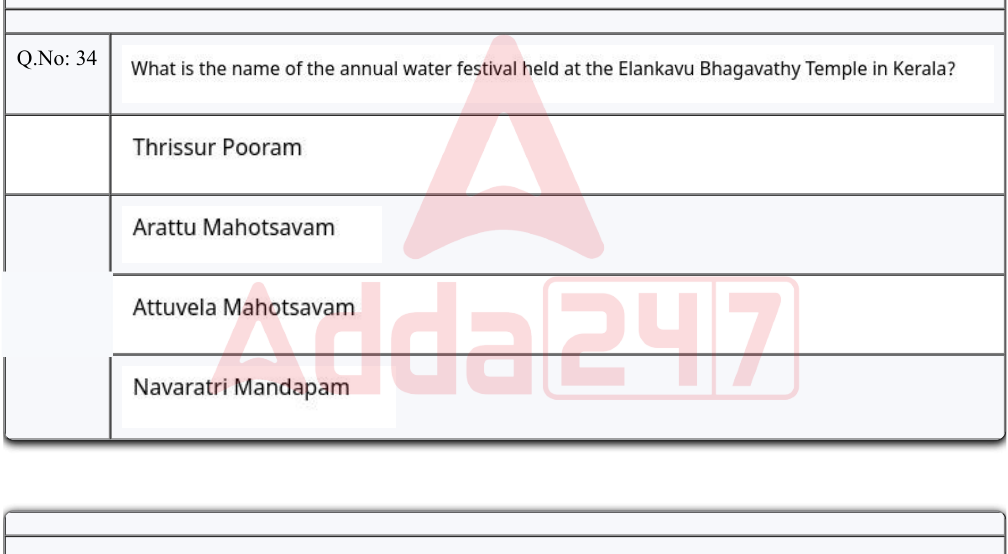 Q.No: 34
What is the name of the annual water festival held at the Elankavu Bhagavathy Temple in Kerala?
Thrissur Pooram
Arattu Mahotsavam
Attuvela Mahotsavam
Adda247
Navaratri Mandapam